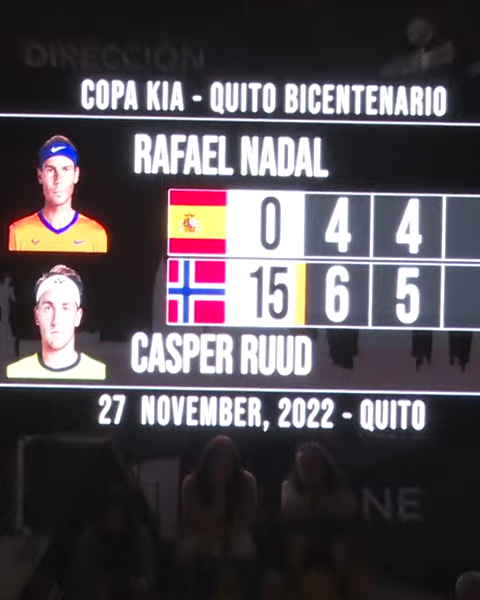 DIRECCIÓN
COPA KIA - QUITO BICENTENARIO
RAFAEL NADAL
0 4 4
15 6 5
CASPER RUUD
27 NOVEMBER, 2022 - QUITO
NE